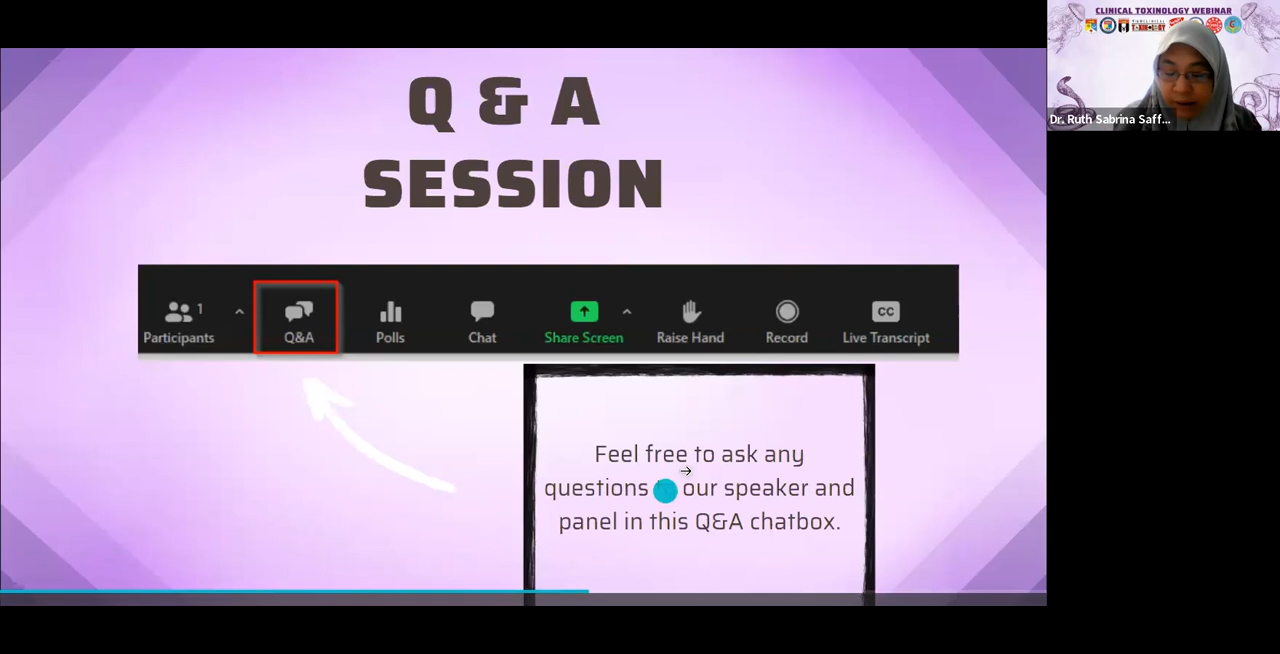 CLINICAL TOXINOLOGY WEBINAR
Dr. Ruth Sabrina Saff...
Q & A
SESSION
1
Participants
Q&A
Polls
Chat
Share Screen
Raise Hand
Record
CC
Live Transcript
Feel free to ask any
questions our speaker and
panel in this Q&A chatbox.